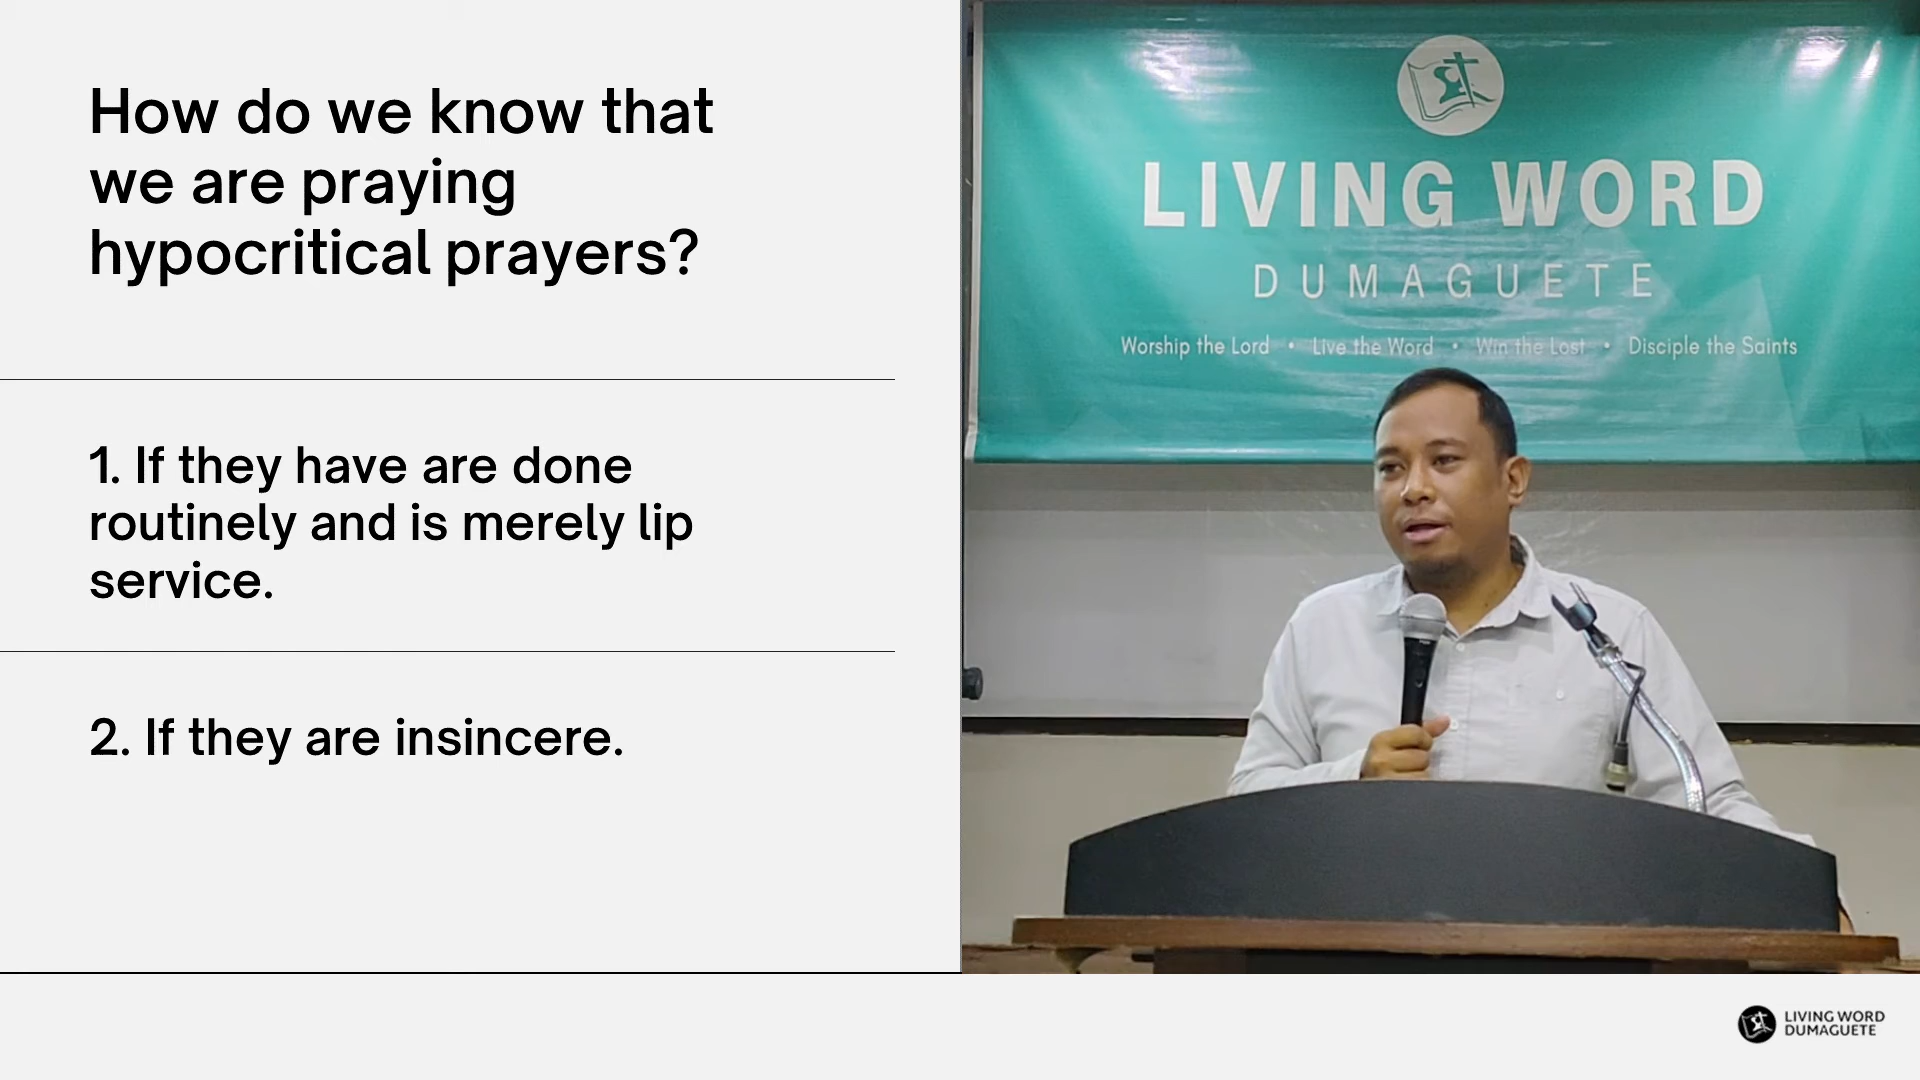 How do we know that
we are praying
hypocritical prayers?
1. If they have are done
routinely and is merely lip
service.
2. If they are insincere.
LIVING WORD
DUMAGUETE
Worship the Lord • Live the Word • Win the Lost • Disciple the Saints
LIVING WORD
DUMAGUETE